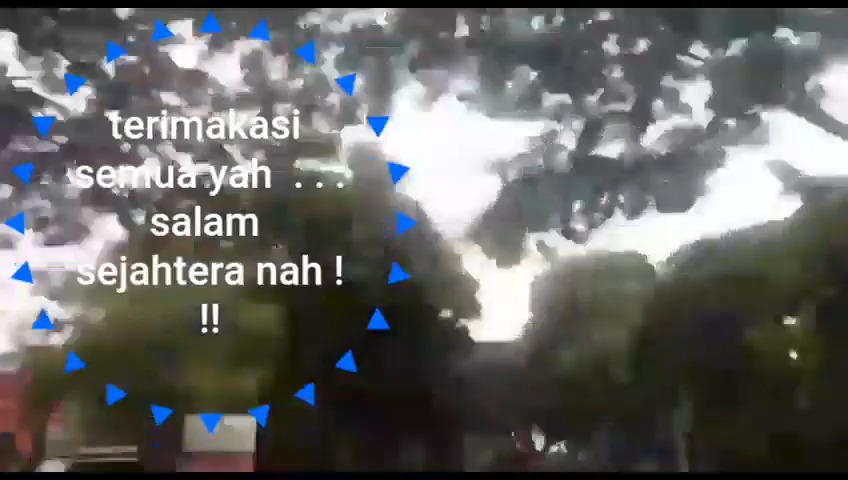 terimakasi
semua yah . . .
salam
sejahtera nah !
!!